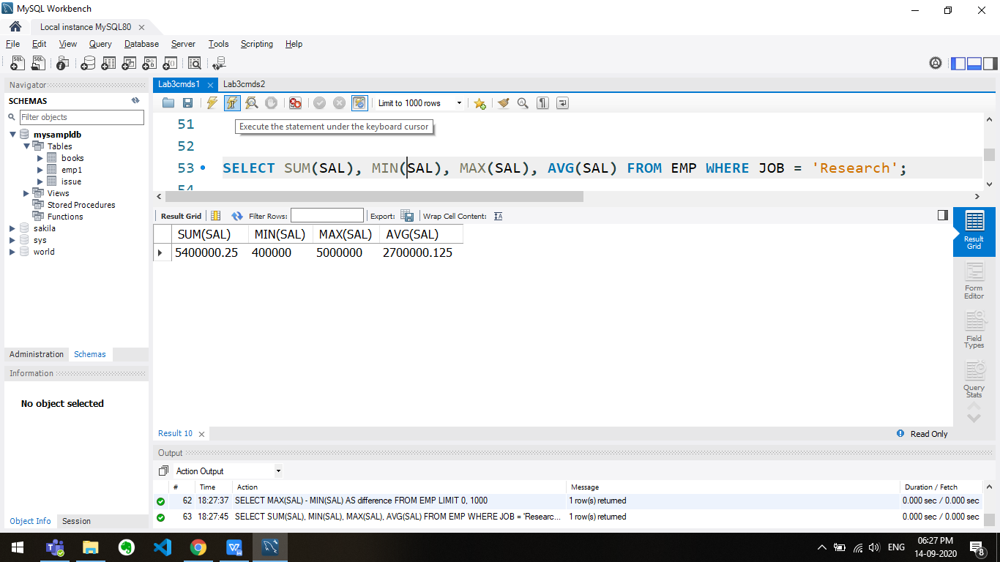 MySQL Workbench
Local instance MySQL80
File Edit View Query Database Server Tools Scripting Help
Navigator
SCHEMAS
Filter objects
mysampldb
Tables
books
emp1
issue
Views
Stored Procedures
Functions
sakila
sys
world
Administration Schemas
Information
No object selected
Object Info Session
Lab3cmds1 Lab3cmds2
Limit to 1000 rows
Execute the statement under the keyboard cursor
51
52
53 SELECT SUM(SAL), MIN(SAL), MAX(SAL), AVG(SAL) FROM EMP WHERE JOB = 'Research';
54
Result Grid Filter Rows: Export: Wrap Cell Content:
SUM(SAL) MIN(SAL) MAX(SAL) AVG(SAL)
5400000.25 400000 5000000 2700000.125
Result
Grid
Form
Editor
Field
Types
Query
Stats
Result 10 Read Only
Output
Action Output
# Time Action Message Duration / Fetch
62 18:27:37 SELECT MAX(SAL) - MIN(SAL) AS difference FROM EMP LIMIT 0, 1000 1 row(s) returned 0.000 sec / 0.000 sec
63 18:27:45 SELECT SUM(SAL), MIN(SAL), MAX(SAL), AVG(SAL) FROM EMP WHERE JOB = 'Researc... 1 row(s) returned 0.000 sec / 0.000 sec
ENG
06:27 PM
14-09-2020
8